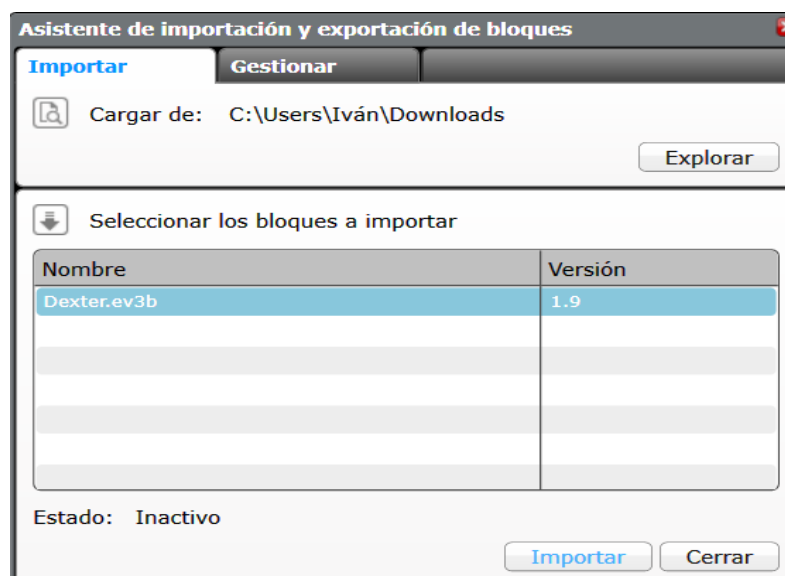 Asistente de importación y exportación de bloques
Importar Gestionar
Cargar de: C:\Users\Iván\Downloads
Explorar
Seleccionar los bloques a importar
Nombre Versión
Dexter.ev3b 1.9
Estado: Inactivo
Importar Cerrar